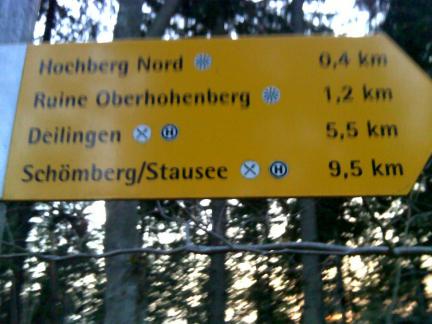 Hochberg Nord 0,4 km
Ruine Oberhohenberg 1,2 km
Deilingen H 5,5 km
Schömberg/Stausee H 9,5 km